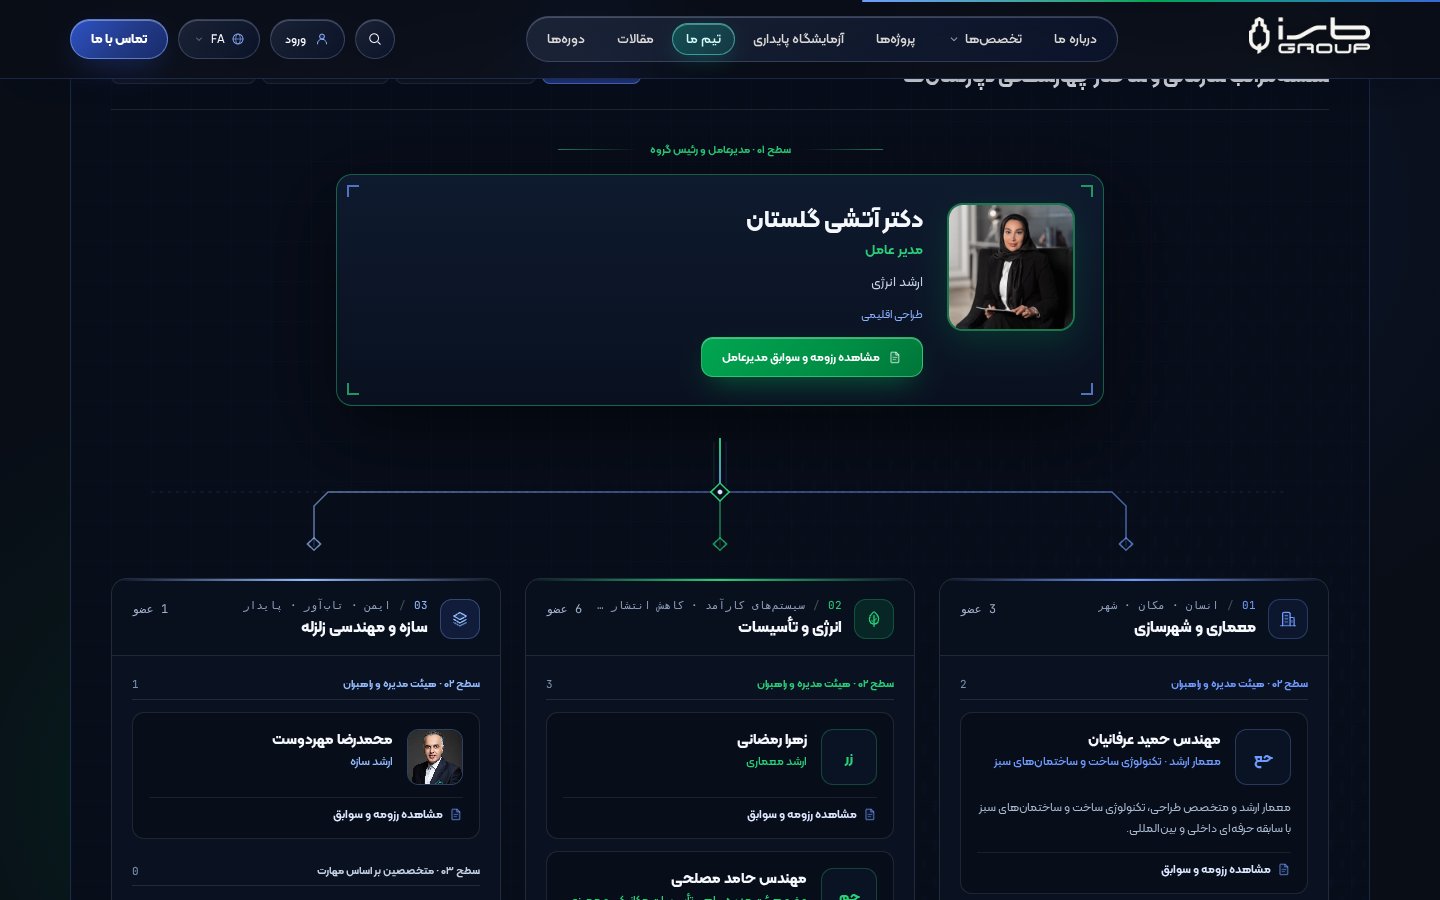 GROUP
درباره ما
تخصص‌ها
پروژه‌ها
آزمایشگاه پایداری
تیم ما
مقالات
دوره‌ها
ورود
FA
تماس با ما
سطح ۰۱ · مدیرعامل و رئیس گروه
دکتر آتشی گلستان
مدیر عامل
ارشد انرژی
طراحی اقلیمی
مشاهده رزومه و سوابق مدیرعامل
01 / انسان · مکان · شهر
3 عضو
معماری و شهرسازی
سطح ۰۲ · هیئت مدیره و راهبران
2
مهندس حمید عرفانیان
معمار ارشد · تکنولوژی ساخت و ساختمان‌های سبز
حع
معمار ارشد و متخصص طراحی، تکنولوژی ساخت و ساختمان‌های سبز
با سابقه حرفه‌ای داخلی و بین‌المللی.
مشاهده رزومه و سوابق
02 / سیستم‌های کارآمد · کاهش انتشار …
6 عضو
انرژی و تأسیسات
سطح ۰۲ · هیئت مدیره و راهبران
3
زهرا رمضانی
ارشد معماری
زر
مشاهده رزومه و سوابق
مهندس حامد مصلحی
حم
03 / ایمن · تاب‌آور · پایدار
1 عضو
سازه و مهندسی زلزله
سطح ۰۲ · هیئت مدیره و راهبران
1
محمدرضا مهردوست
ارشد سازه
مشاهده رزومه و سوابق
سطح ۰۳ · متخصصین بر اساس مهارت
0